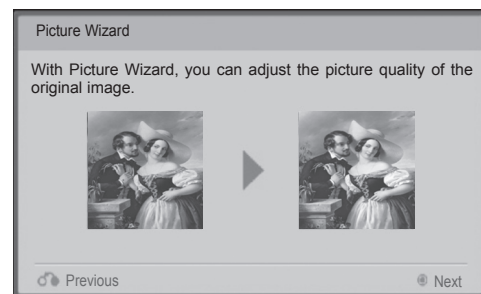 Picture Wizard
With Picture Wizard, you can adjust the picture quality of the
original image.
Previous
Next